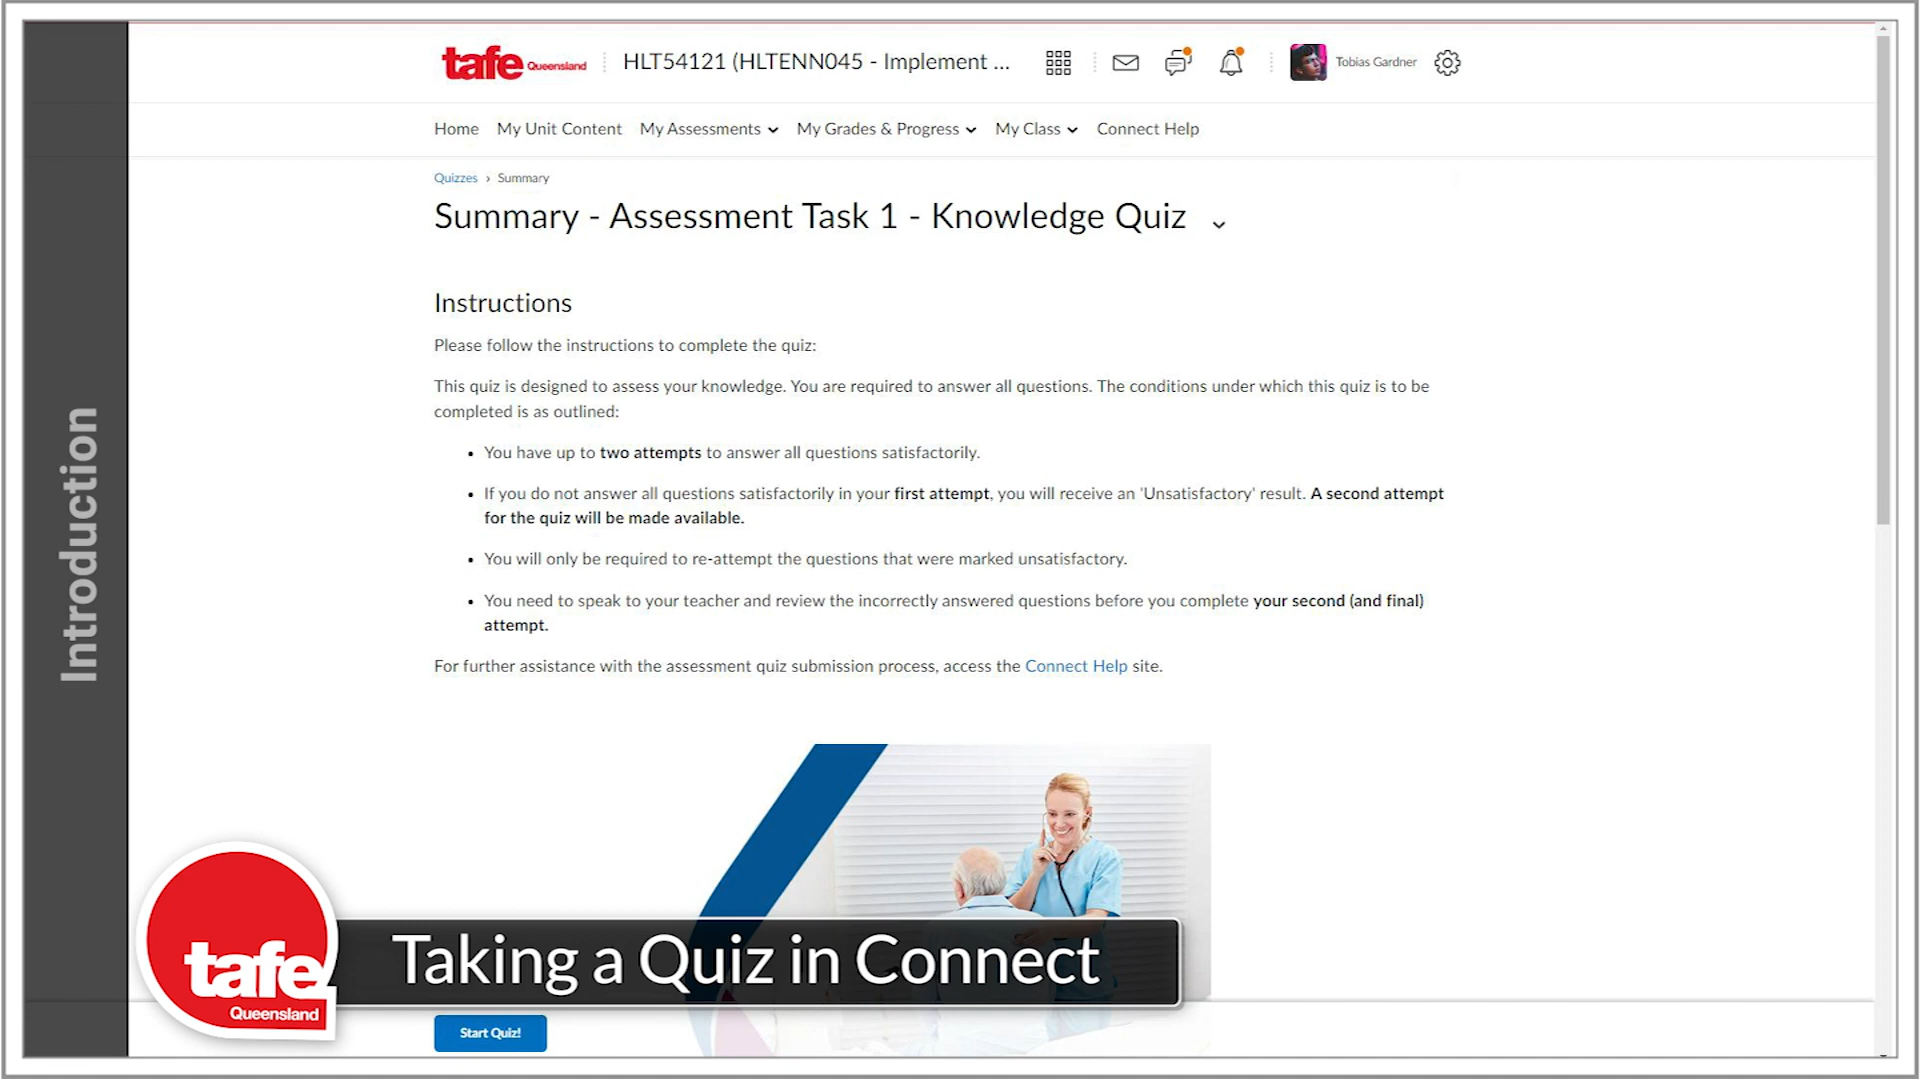 tafe Queensland
HLT54121 (HLTENN045 - Implement ...
Tobias Gardner
Home My Unit Content My Assessments My Grades & Progress My Class Connect Help
Quizzes › Summary
Summary - Assessment Task 1 - Knowledge Quiz
Instructions
Please follow the instructions to complete the quiz:
This quiz is designed to assess your knowledge. You are required to answer all questions. The conditions under which this quiz is to be
completed is as outlined:
• You have up to two attempts to answer all questions satisfactorily.
• If you do not answer all questions satisfactorily in your first attempt, you will receive an 'Unsatisfactory' result. A second attempt
for the quiz will be made available.
• You will only be required to re-attempt the questions that were marked unsatisfactory.
• You need to speak to your teacher and review the incorrectly answered questions before you complete your second (and final)
attempt.
For further assistance with the assessment quiz submission process, access the Connect Help site.
Introduction
Taking a Quiz in Connect
tafe
Queensland
Start Quiz!